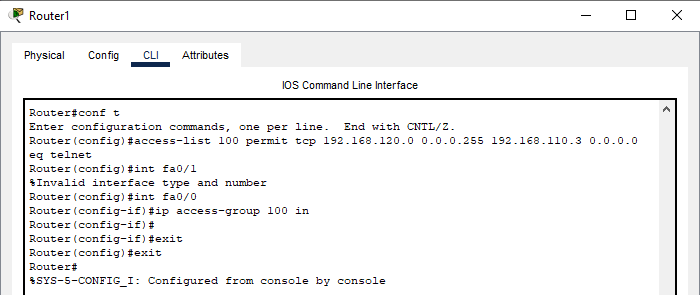 Router1
Physical Config CLI Attributes
IOS Command Line Interface
Router#conf t
Enter configuration commands, one per line.  End with CNTL/Z.
Router(config)#access-list 100 permit tcp 192.168.120.0 0.0.0.255 192.168.110.3 0.0.0.0
eq telnet
Router(config)#int fa0/1
%Invalid interface type and number
Router(config)#int fa0/0
Router(config-if)#ip access-group 100 in
Router(config-if)#
Router(config-if)#exit
Router(config)#exit
Router#
%SYS-5-CONFIG_I: Configured from console by console